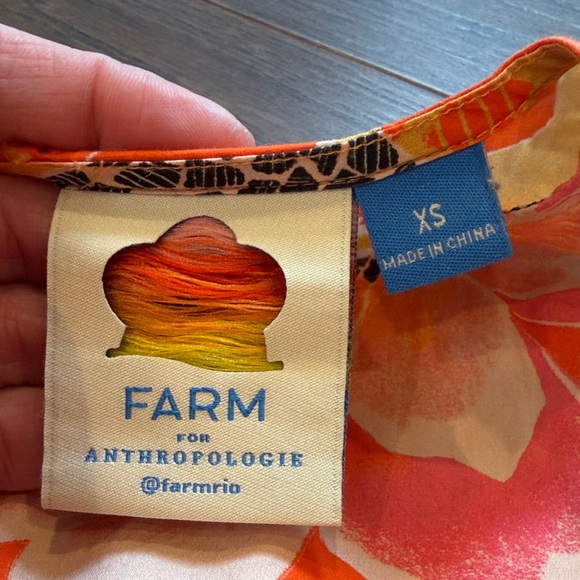 XS
MADE IN CHINA
FARM
FOR
ANTHROPOLOGIE
@farmrio